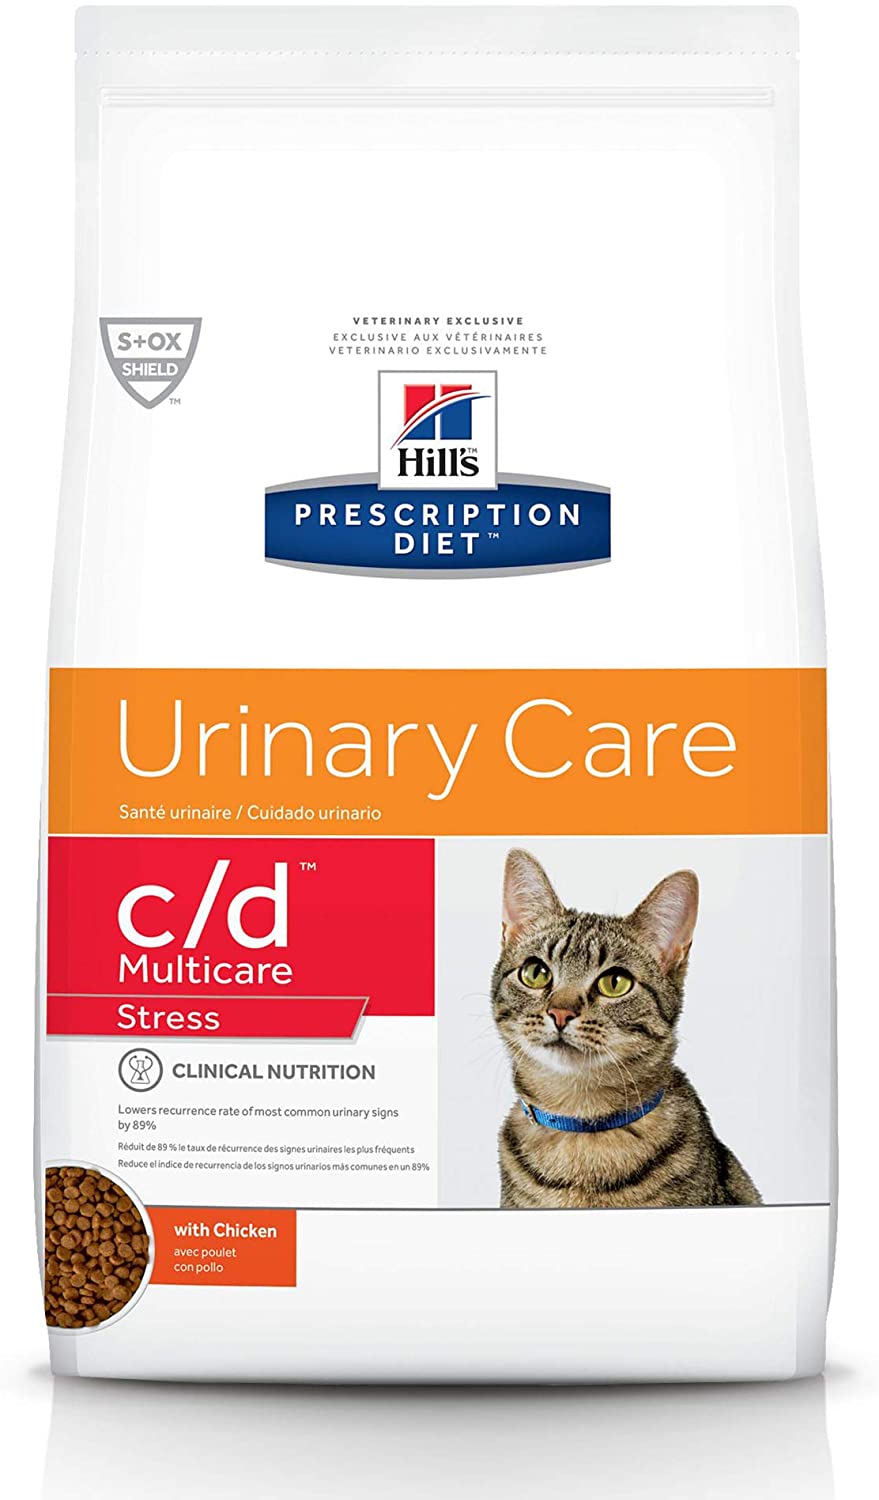 S+OX
SHIELD
™
VETERINARY EXCLUSIVE
EXCLUSIVE AUX VÉTÉRINAIRES
VETERINARIO EXCLUSIVAMENTE
Hill's™
PRESCRIPTION
DIET™
Urinary Care
Santé urinaire / Cuidado urinario
c/d™
Multicare
Stress
CLINICAL NUTRITION
Lowers recurrence rate of most common urinary signs
by 89%
Réduit de 89 % le taux de récurrence des signes urinaires les plus fréquents
Reduce el índice de recurrencia de los signos urinarios más comunes en un 89%
with Chicken
avec poulet
con pollo